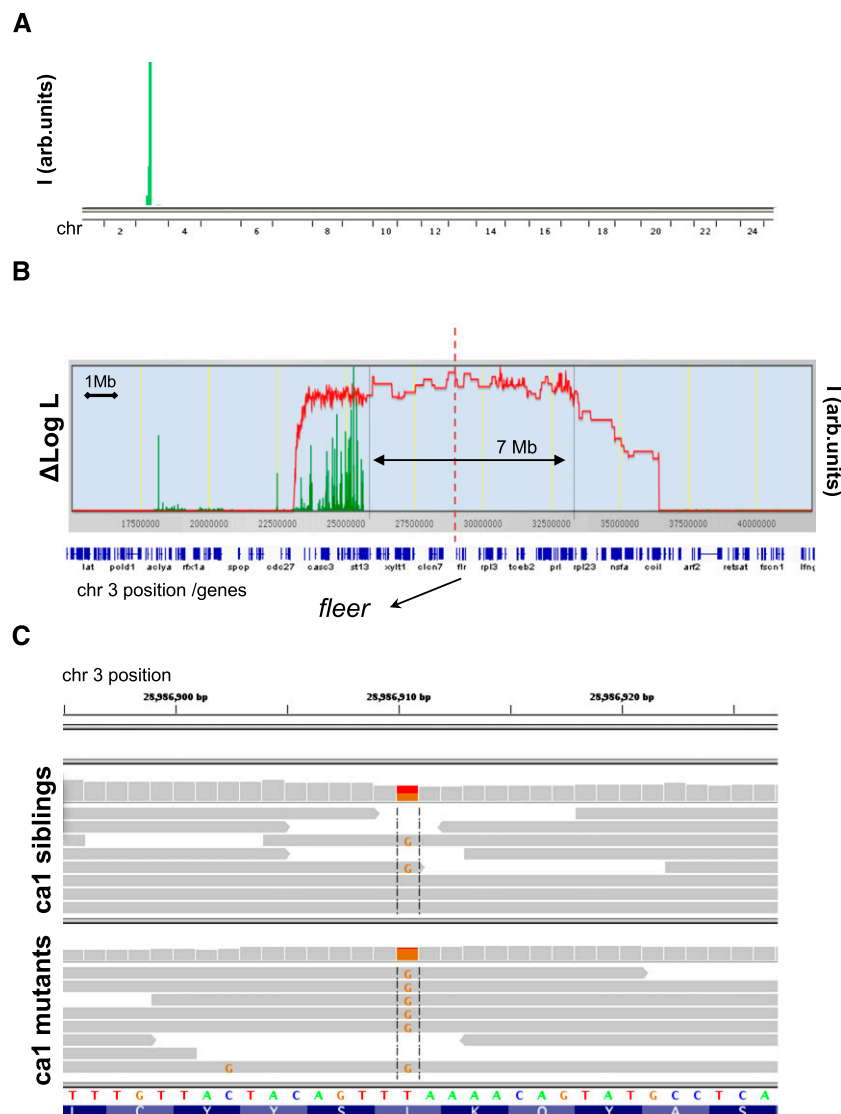 A
I (arb.units)
chr 2 4 6 8 10 12 14 16 18 20 22 24
B
ΔLog L
1Mb
7 Mb
I (arb.units)
17500000 20000000 22500000 25000000 27500000 30000000 32500000 35000000 37500000 40000000
lat pold1 aclya rfx1a spop cdc27 casc3 st13 xylt1 clcn7 flr rpl3 tceb2 prl rpl23 nsfa coil arf2 retsat fscn1 lfng
chr 3 position /genes
fleer
C
chr 3 position
28,986,900 bp 28,986,910 bp 28,986,920 bp
ca1 siblings
G
G
ca1 mutants
G
G
G
G
G
G G
T T T G T T A C T A C A G T T T A A A A C A G T A T G C C T C A
C Y Y S K Q Y A S